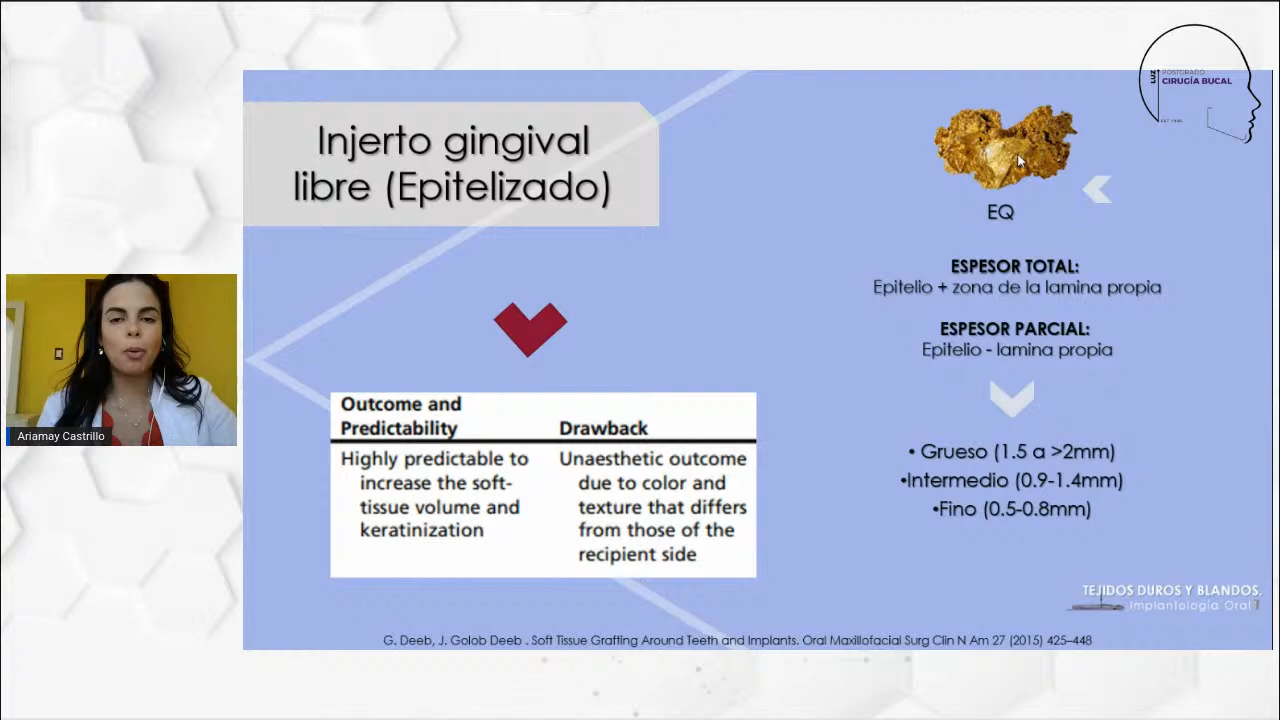 LUZ
POSTGRADO
CIRUGÍA BUCAL
Injerto gingival
libre (Epitelizado)
EQ
ESPESOR TOTAL:
Epitelio + zona de la lamina propia
ESPESOR PARCIAL:
Epitelio - lamina propia
• Grueso (1.5 a >2mm)
•Intermedio (0.9-1.4mm)
•Fino (0.5-0.8mm)
Outcome and
Predictability
Highly predictable to
increase the soft-
tissue volume and
keratinization
Drawback
Unaesthetic outcome
due to color and
texture that differs
from those of the
recipient side
Ariamay Castrillo
TEJIDOS DUROS Y BLANDOS.
Implantología Oral
G. Deeb, J. Golob Deeb . Soft Tissue Grafting Around Teeth and Implants. Oral Maxillofacial Surg Clin N Am 27 (2015) 425–448